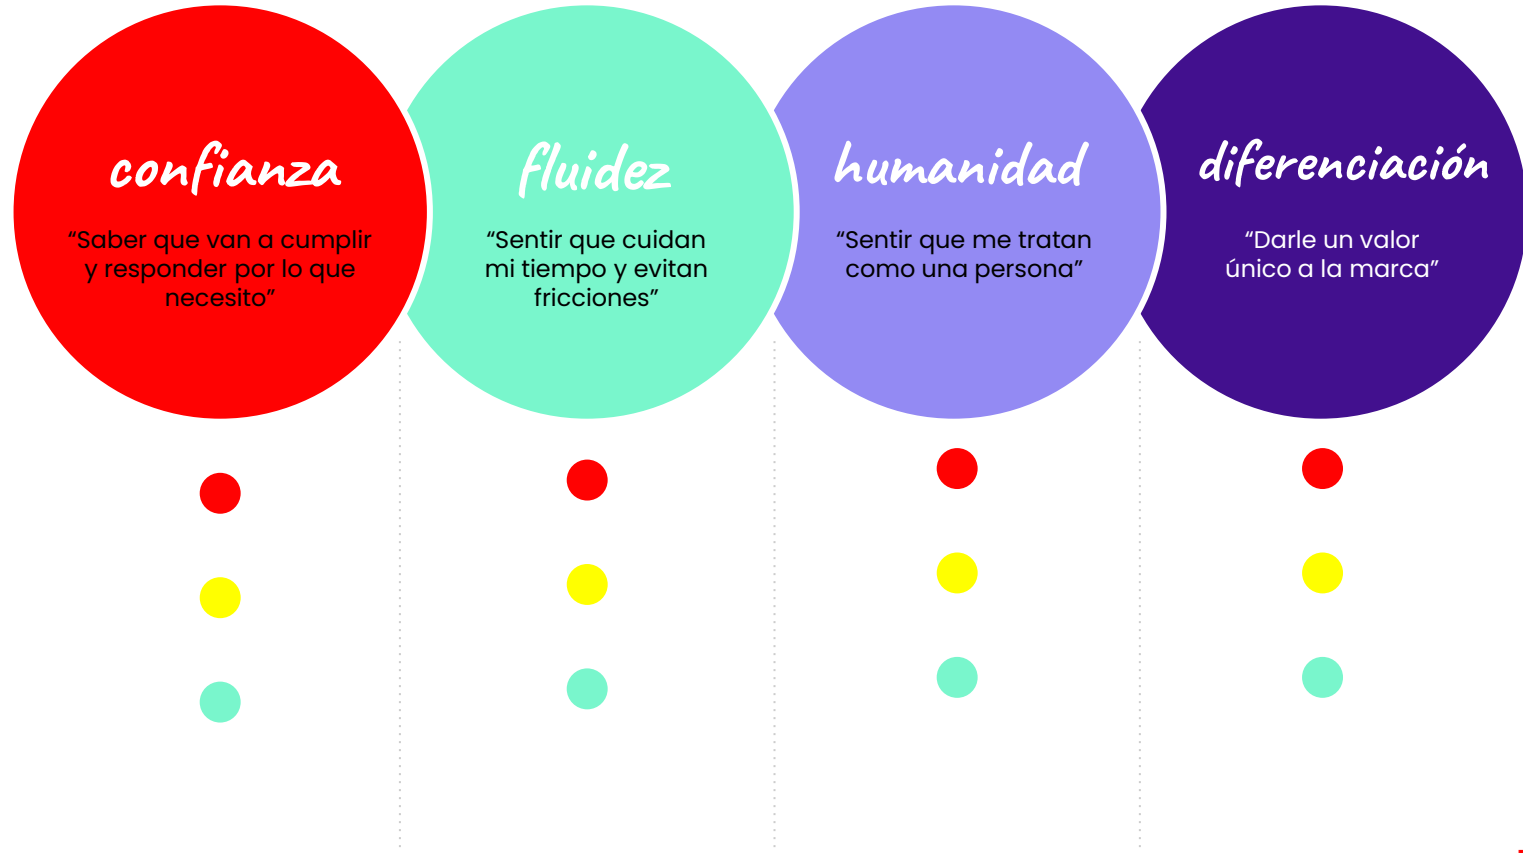 confianza
“Saber que van a cumplir
y responder por lo que
necesito”
fluidez
“Sentir que cuidan
mi tiempo y evitan
fricciones”
humanidad
“Sentir que me tratan
como una persona”
diferenciación
“Darle un valor
único a la marca”